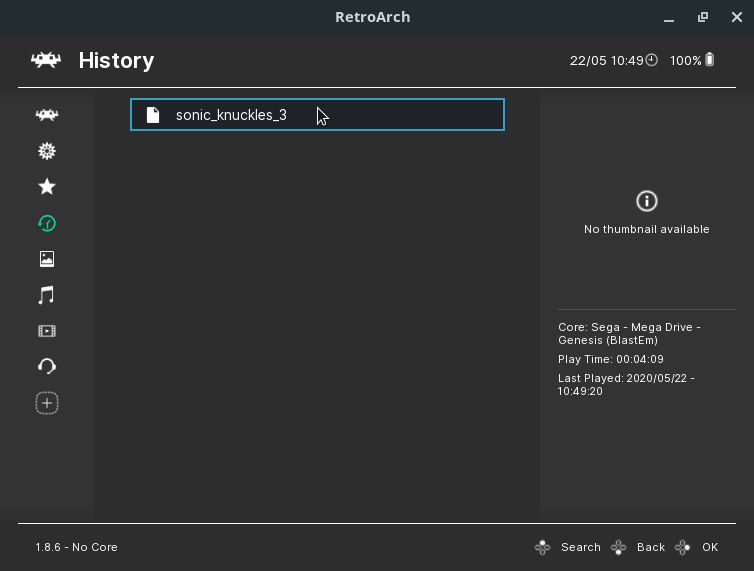 RetroArch
History
22/05 10:49 100%
sonic_knuckles_3
No thumbnail available
Core: Sega - Mega Drive -
Genesis (BlastEm)
Play Time: 00:04:09
Last Played: 2020/05/22 -
10:49:20
1.8.6 - No Core
Search Back OK